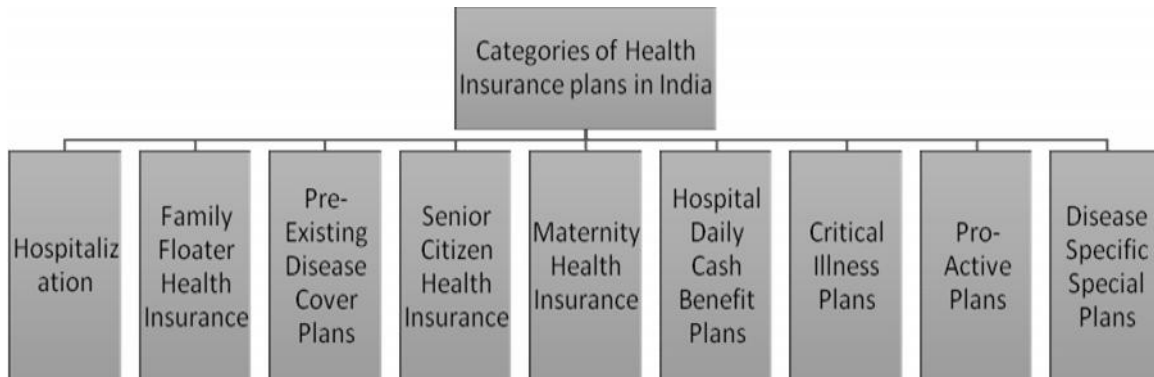 Categories of Health
Insurance plans in India
Hospitaliz
ation
Family
Floater
Health
Insurance
Pre-
Existing
Disease
Cover
Plans
Senior
Citizen
Health
Insurance
Maternity
Health
Insurance
Hospital
Daily
Cash
Benefit
Plans
Critical
Illness
Plans
Pro-
Active
Plans
Disease
Specific
Special
Plans